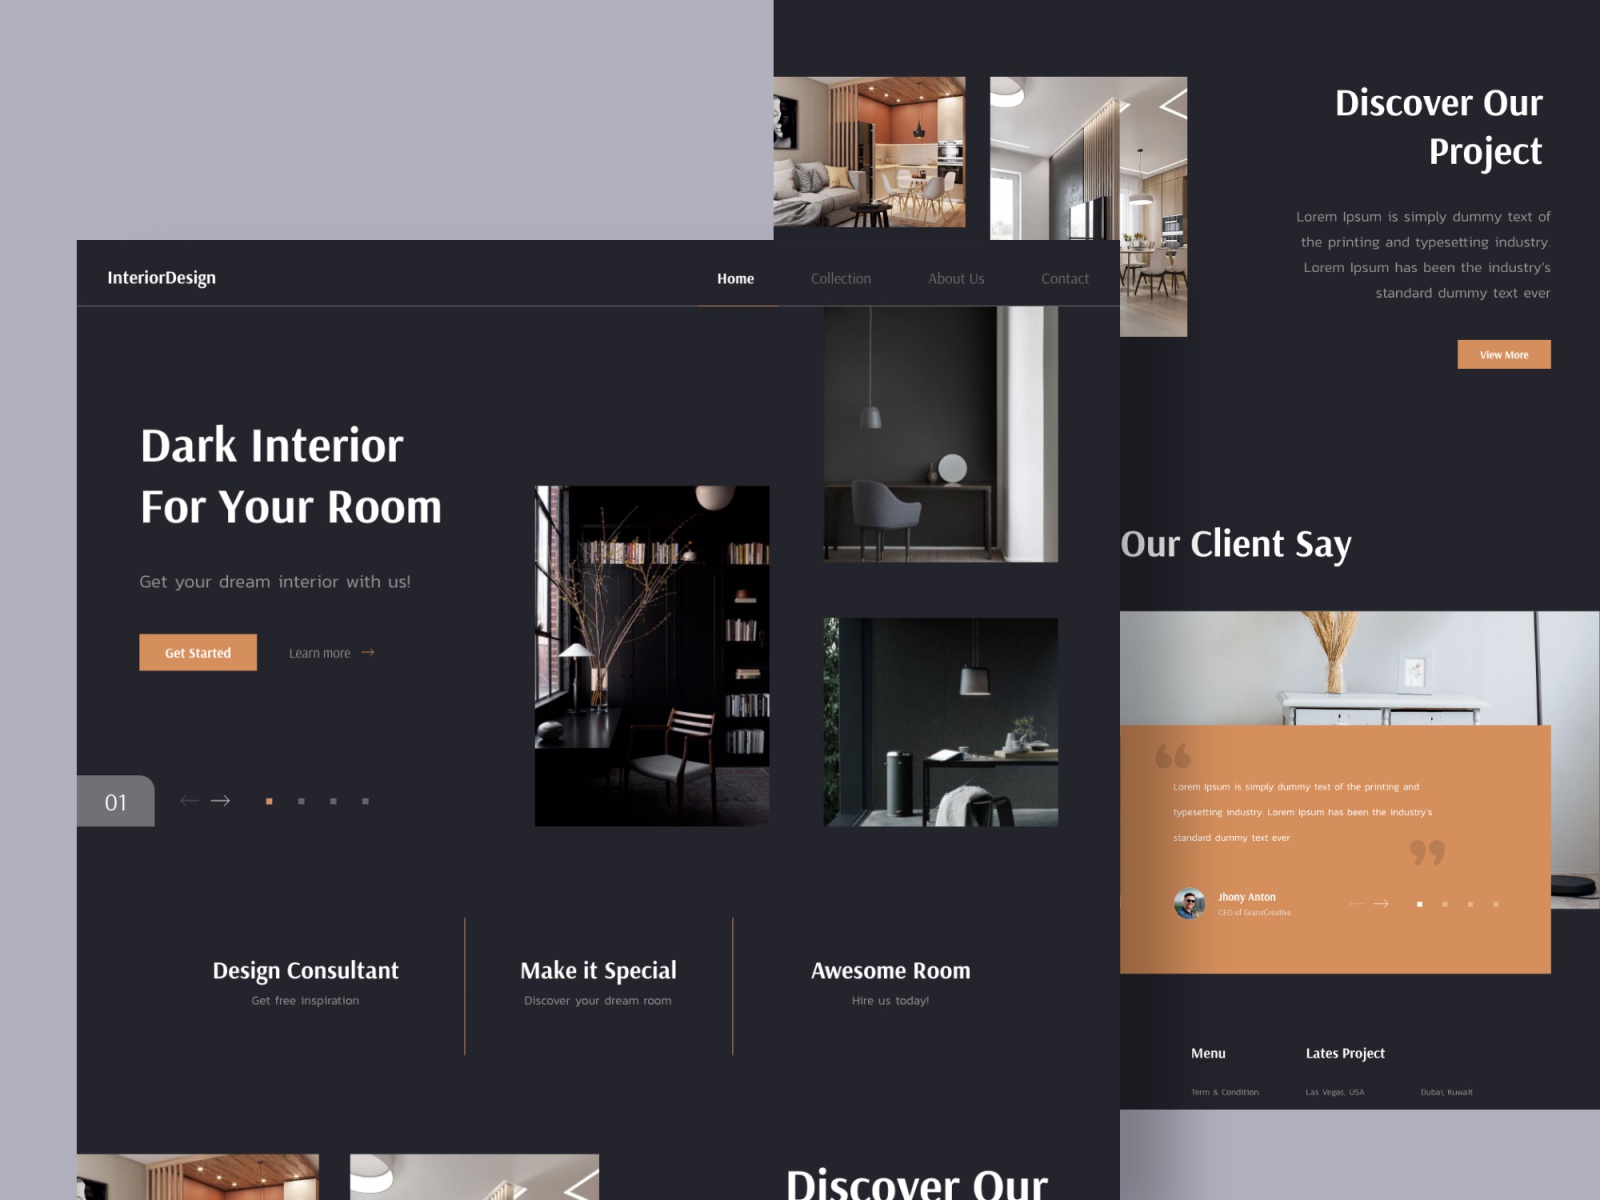 InteriorDesign
Home
Collection
About Us
Contact
Dark Interior
For Your Room
Get your dream interior with us!
Get Started
Learn more
01
Design Consultant
Get free inspiration
Make it Special
Discover your dream room
Awesome Room
Hire us today!
Discover Our
Discover Our
Project
Lorem Ipsum is simply dummy text of
the printing and typesetting industry.
Lorem Ipsum has been the industry's
standard dummy text ever
View More
Our Client Say
“
Lorem Ipsum is simply dummy text of the printing and
typesetting industry. Lorem Ipsum has been the industry's
standard dummy text ever
”
Jhony Anton
CEO of GianzCreative
Menu
Lates Project
Term & Condition
Las Vegas, USA
Dubai, Kuwait